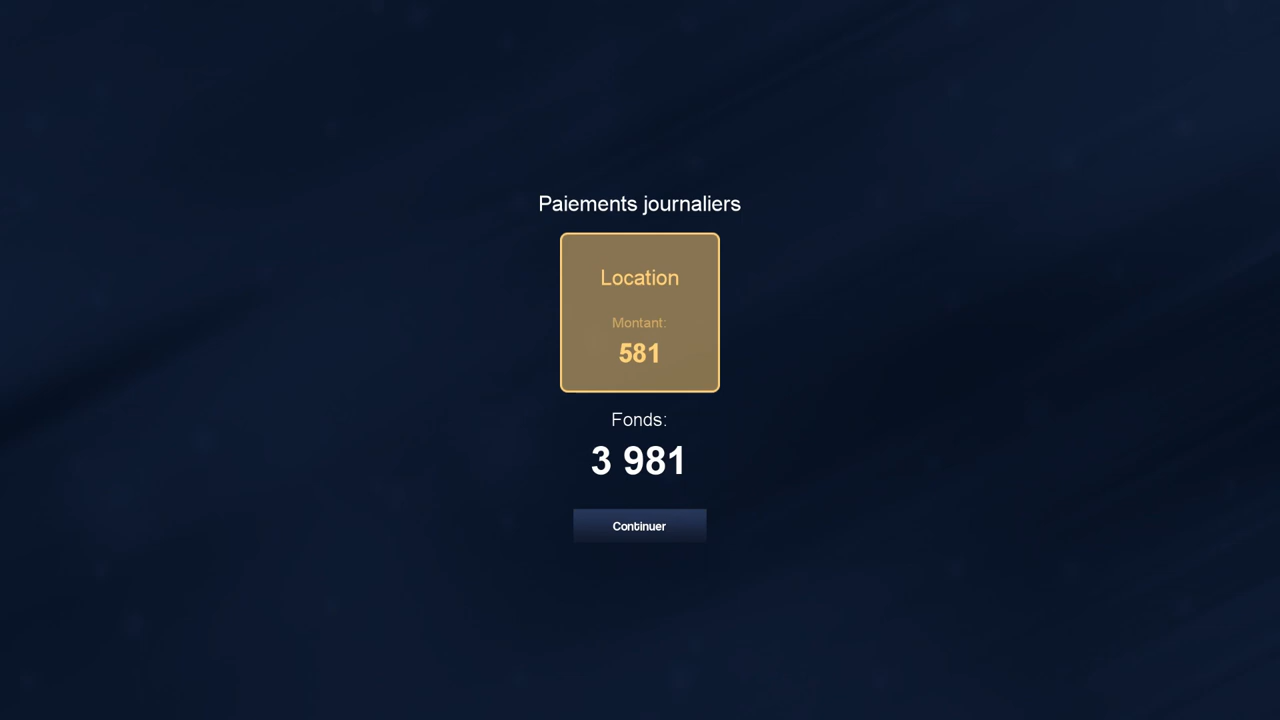 Paiements journaliers
Location
Montant:
581
Fonds:
3 981
Continuer